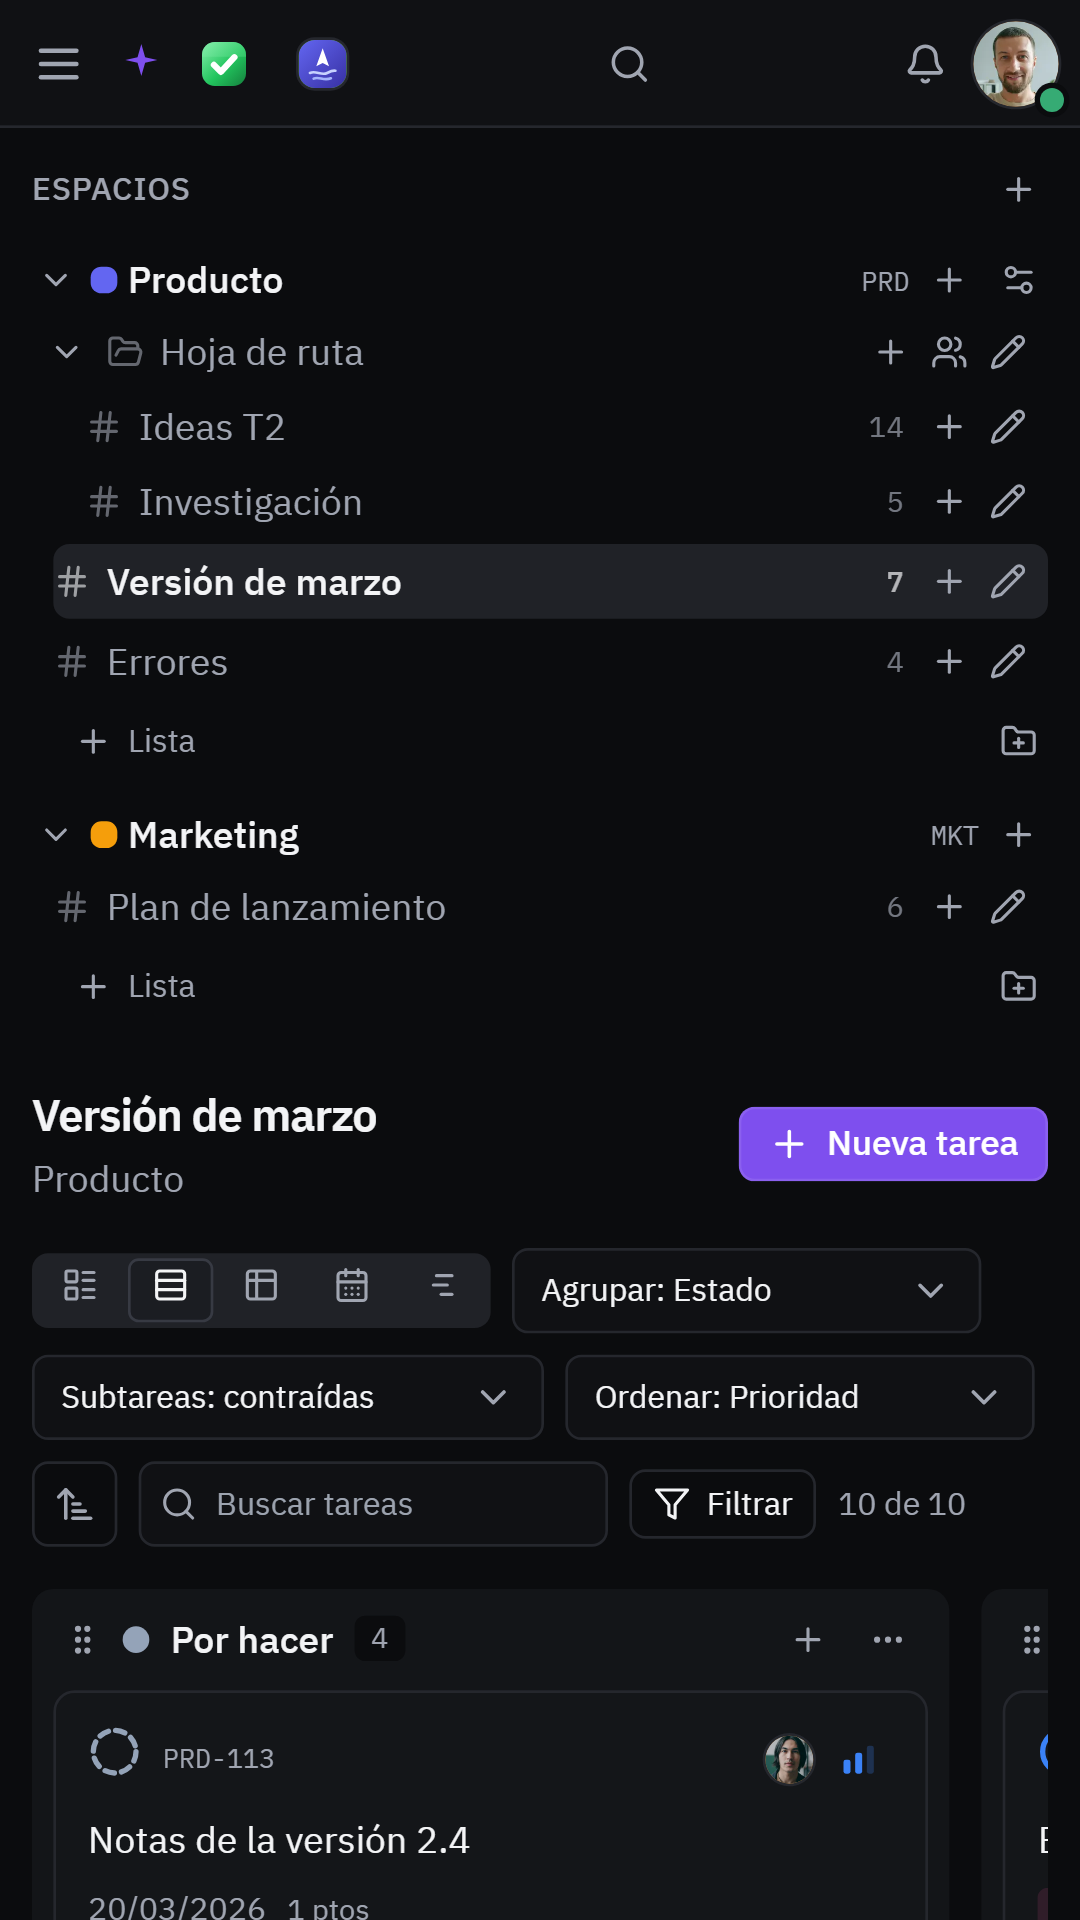 ESPACIOS
Producto PRD
Hoja de ruta
Ideas T2 14
Investigación 5
Versión de marzo 7
Errores 4
Lista
Marketing MKT
Plan de lanzamiento 6
Lista
Versión de marzo
Producto
Nueva tarea
Agrupar: Estado
Subtareas: contraídas
Ordenar: Prioridad
Buscar tareas
Filtrar
10 de 10
Por hacer 4
PRD-113
Notas de la versión 2.4
20/03/2026 1 ptos